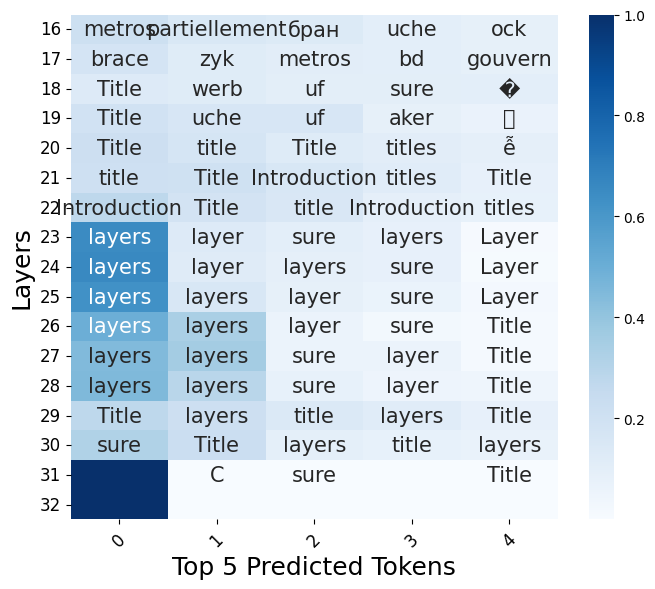 16 metros partiellement бран uche ock 1.0
17 brace zyk metros bd gouvern
18 Title werb uf sure �
19 Title uche uf aker
20 Title title Title titles ễ 0.8
21 title Title Introduction titles Title
22 Introduction Title title Introduction titles
23 layers layer sure layers Layer
24 layers layer layers sure Layer 0.6
25 layers layers layer sure Layer
26 layers layers layer sure Title
27 layers layers sure layer Title
28 layers layers sure layer Title 0.4
29 Title layers title layers Title
30 sure Title layers title layers 0.2
31 C sure Title
32
0 1 2 3 4
Top 5 Predicted Tokens
Layers